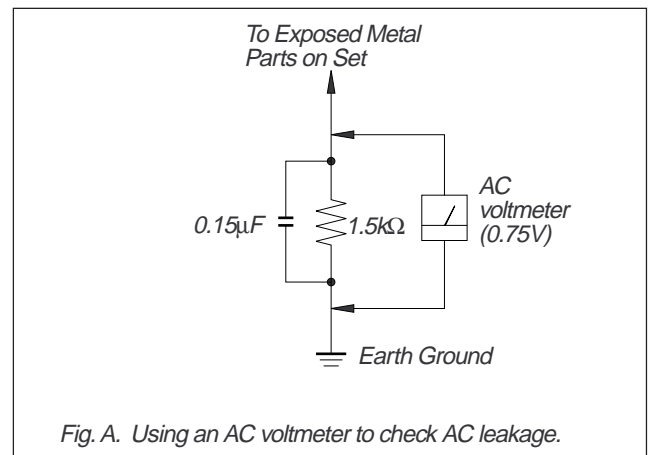 To Exposed Metal
Parts on Set
0.15μF
1.5kΩ
AC
voltmeter
(0.75V)
Earth Ground
Fig. A. Using an AC voltmeter to check AC leakage.